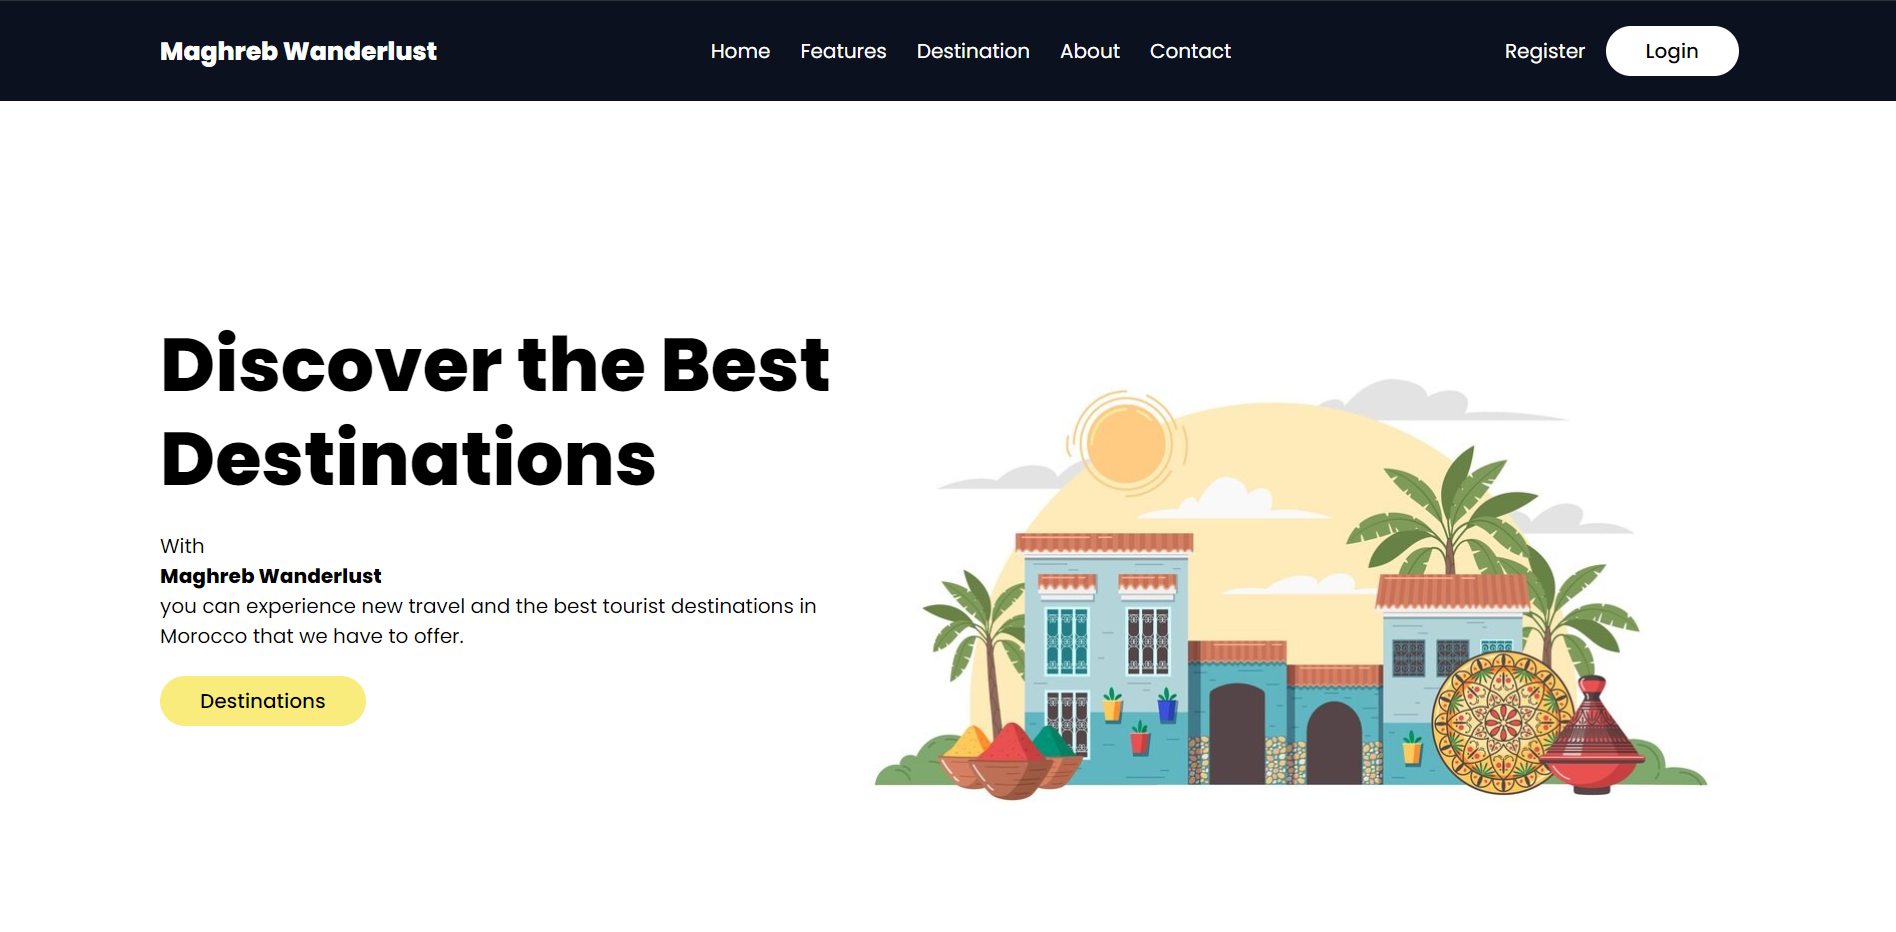 Maghreb Wanderlust
Home Features Destination About Contact
Register Login
Discover the Best
Destinations
With
Maghreb Wanderlust
you can experience new travel and the best tourist destinations in
Morocco that we have to offer.
Destinations